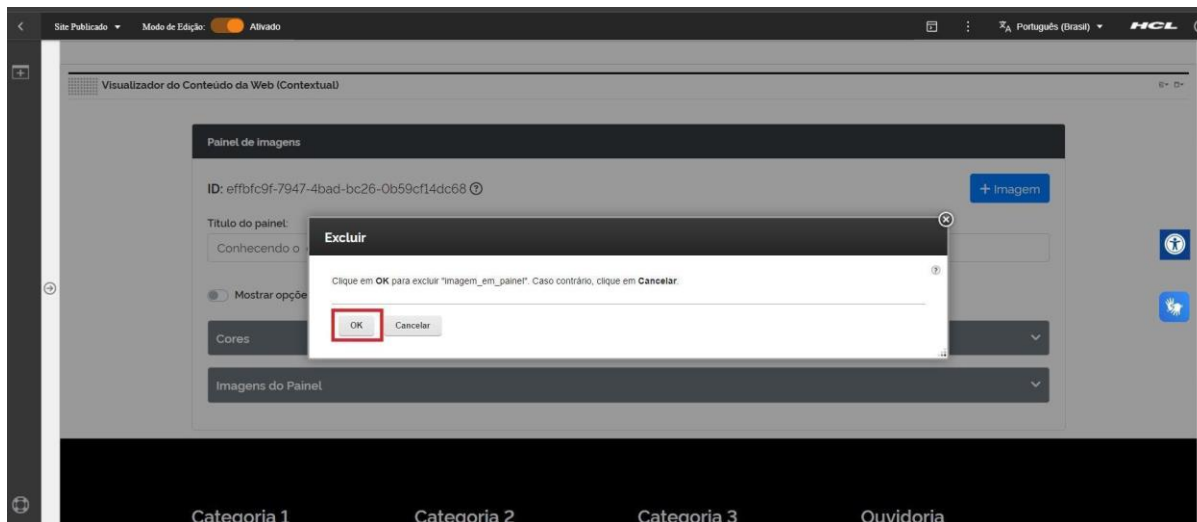 Site Publicado
Modo de Edição:
Ativado
Português (Brasil)
HCL
Visualizador do Conteúdo da Web (Contextual)
Painel de imagens
ID: effbfc9f-7947-4bad-bc26-0b59cf14dc68
+ Imagem
Título do painel:
Conhecendo o
Excluir
Clique em OK para excluir "imagem_em_painel". Caso contrário, clique em Cancelar.
Mostrar opçõe
OK
Cancelar
Cores
Imagens do Painel
Categoria 1
Categoria 2
Categoria 3
Ouvidoria